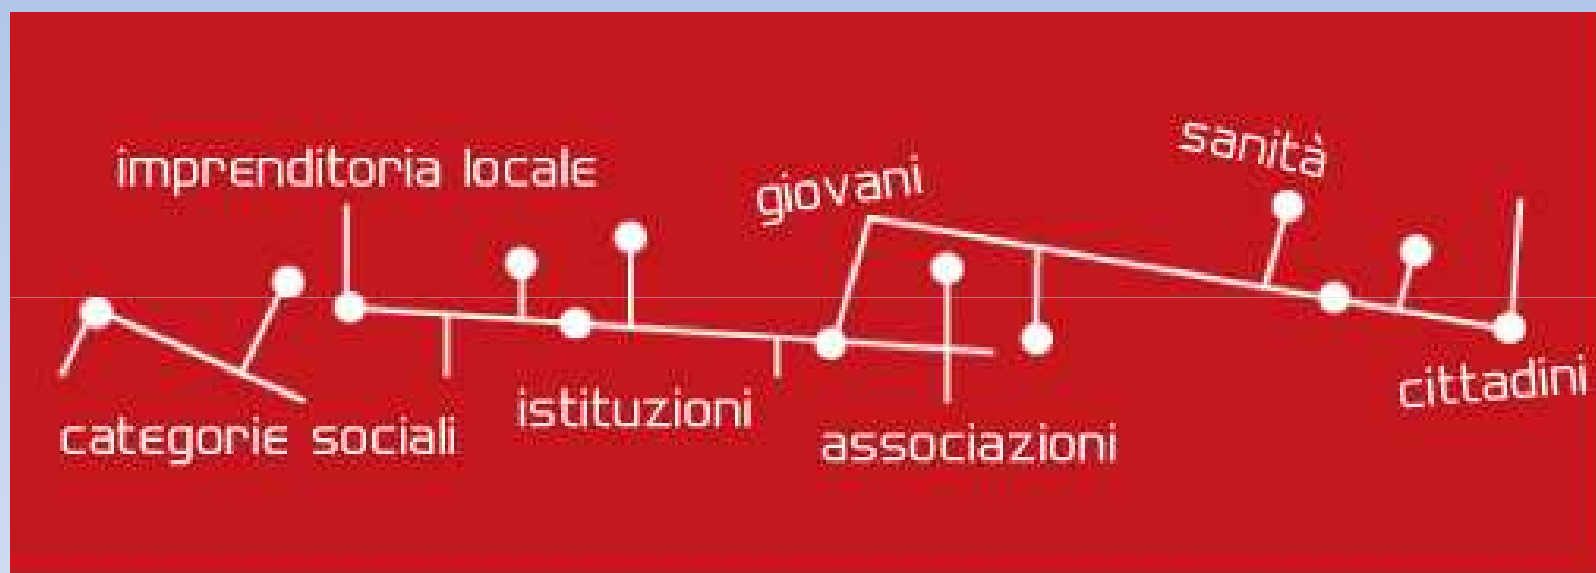 imprenditoria locale
giovani
sanità
categorie sociali
istituzioni
associazioni
cittadini